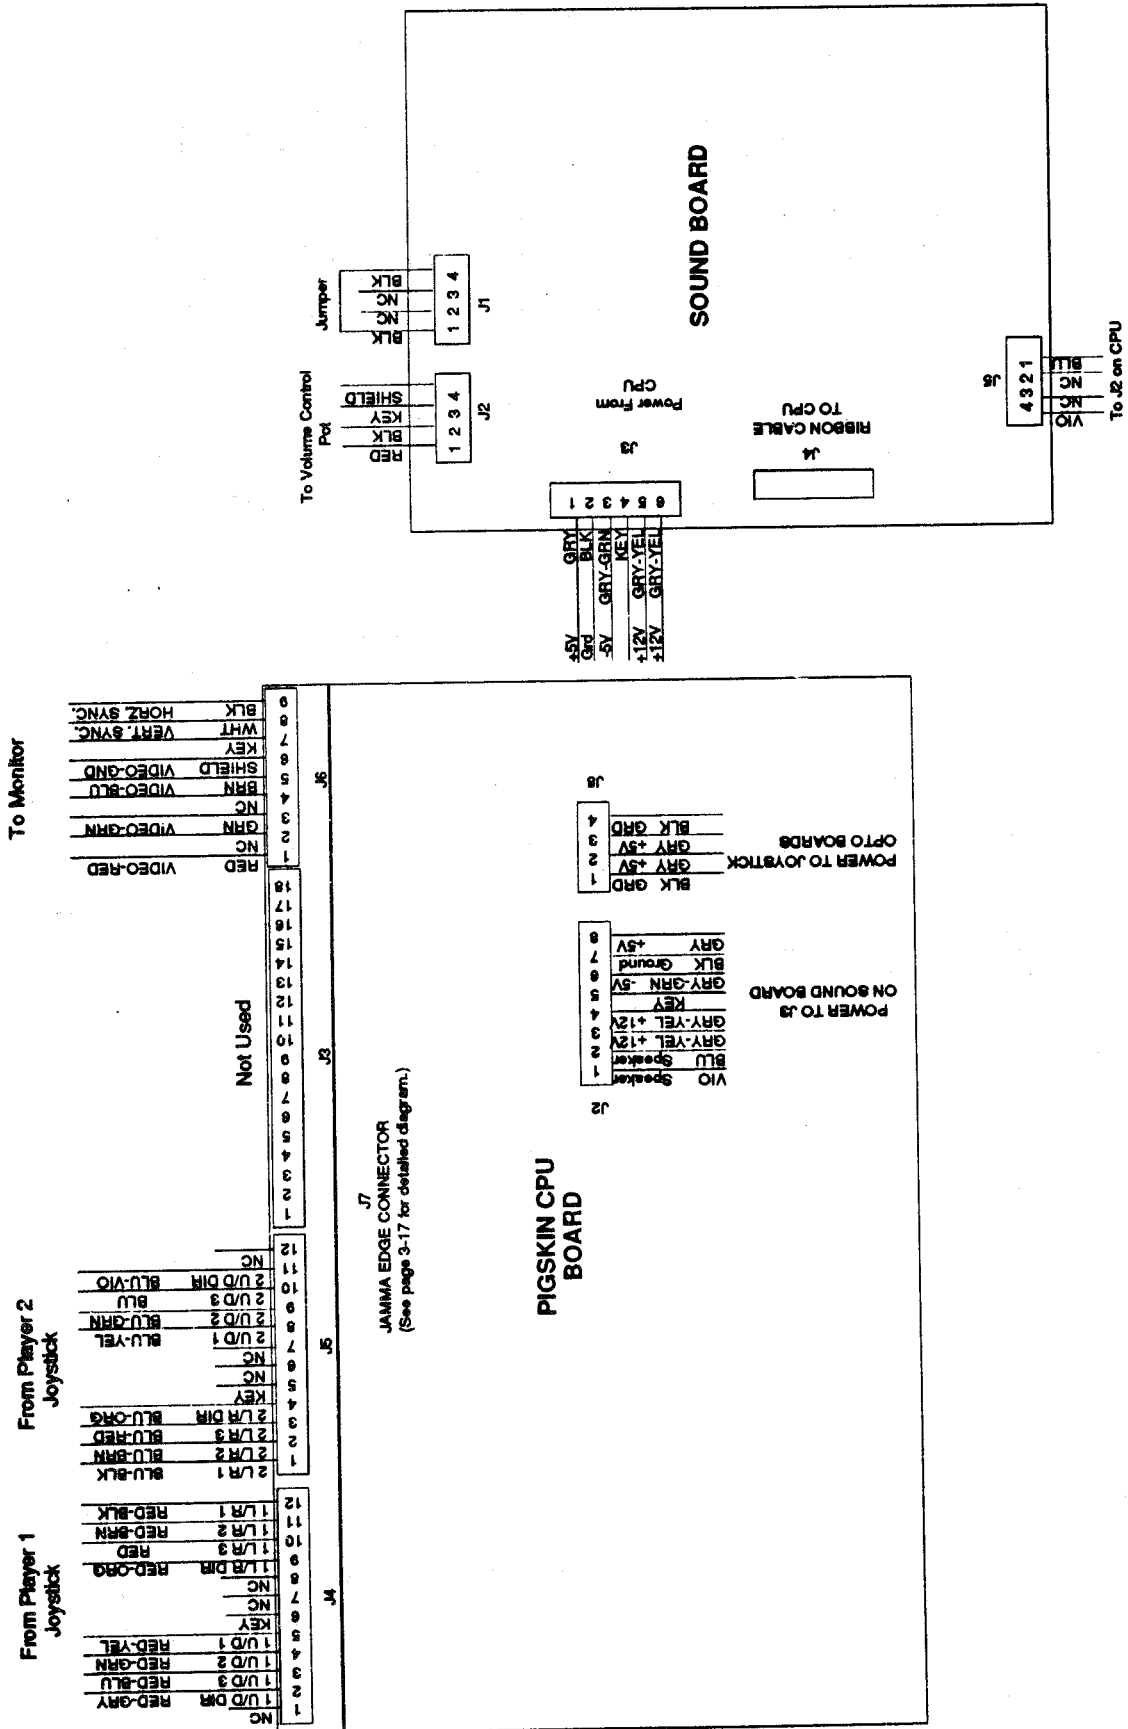 To Volume Control
Pot
RED
BLK
KEY
SHIELD
1 2 3 4
J2
Jumper
BLK
NC
NC
BLK
1 2 3 4
J1
SOUND BOARD
Power From
CPU
J3
1 2 3 4 5 6
GRY
BLK
GRY-GRN
KEY
GRY-YEL
GRY-YEL
+5V
Grd
-5V
+12V
+12V
J4
RIBBON CABLE
TO CPU
J5
4 3 2 1
VIO
NC
NC
BLU
To J2 on CPU
To Monitor
RED VIDEO-RED
NC
GRN VIDEO-GRN
NC
BRN VIDEO-BLU
SHIELD VIDEO-GND
KEY
WHT VERT. SYNC.
BLK HORZ. SYNC.
1 2 3 4 5 6 7 8 9
J6
Not Used
1 2 3 4 5 6 7 8 9 10 11 12 13 14 15 16 17 18
J3
From Player 2
Joystick
2 L/R 1 BLU-BLK
2 L/R 2 BLU-BRN
2 L/R 3 BLU-RED
2 L/R DIR BLU-ORG
KEY
NC
NC
2 U/D 1 BLU-YEL
2 U/D 2 BLU-GRN
2 U/D 3 BLU
2 U/D DIR BLU-VIO
NC
1 2 3 4 5 6 7 8 9 10 11 12
J5
From Player 1
Joystick
NC
1 U/D DIR RED-GRY
1 U/D 3 RED-BLU
1 U/D 2 RED-GRN
1 U/D 1 RED-YEL
KEY
NC
NC
1 L/R DIR RED-ORG
1 L/R 3 RED
1 L/R 2 RED-BRN
1 L/R 1 RED-BLK
1 2 3 4 5 6 7 8 9 10 11 12
J4
J7
JAMMA EDGE CONNECTOR
(See page 3-17 for detailed diagram.)
PIGSKIN CPU
BOARD
J8
1 2 3 4
BLK GRD
GRY +5V
GRY +5V
BLK GRD
POWER TO JOYSTICK
OPTO BOARDS
J2
1 2 3 4 5 6 7 8
VIO Speaker
BLU Speaker
GRY-YEL +12V
GRY-YEL +12V
KEY
GRY-GRN -5V
BLK Ground
GRY +5V
POWER TO J3
ON SOUND BOARD